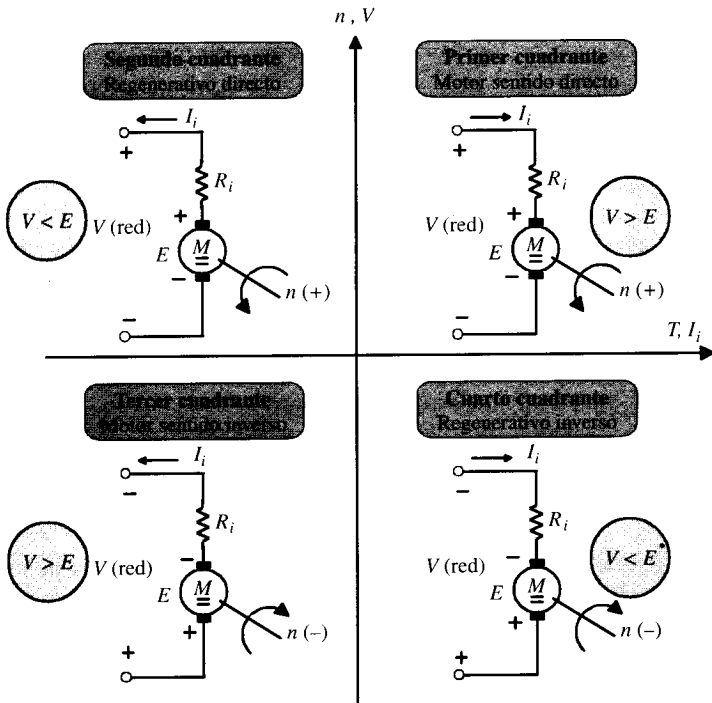 n , V
Segundo cuadrante
Regenerativo directo
I_i
+
R_i
V < E
V (red)
+
E
M
−
n (+)
−
Primer cuadrante
Motor sentido directo
I_i
+
R_i
V > E
V (red)
+
E
M
−
n (+)
−
T, I_i
Tercer cuadrante
Motor sentido inverso
I_i
−
R_i
V > E
V (red)
−
E
M
+
n (−)
+
Cuarto cuadrante
Regenerativo inverso
I_i
−
R_i
V < E
V (red)
−
E
M
+
n (−)
+